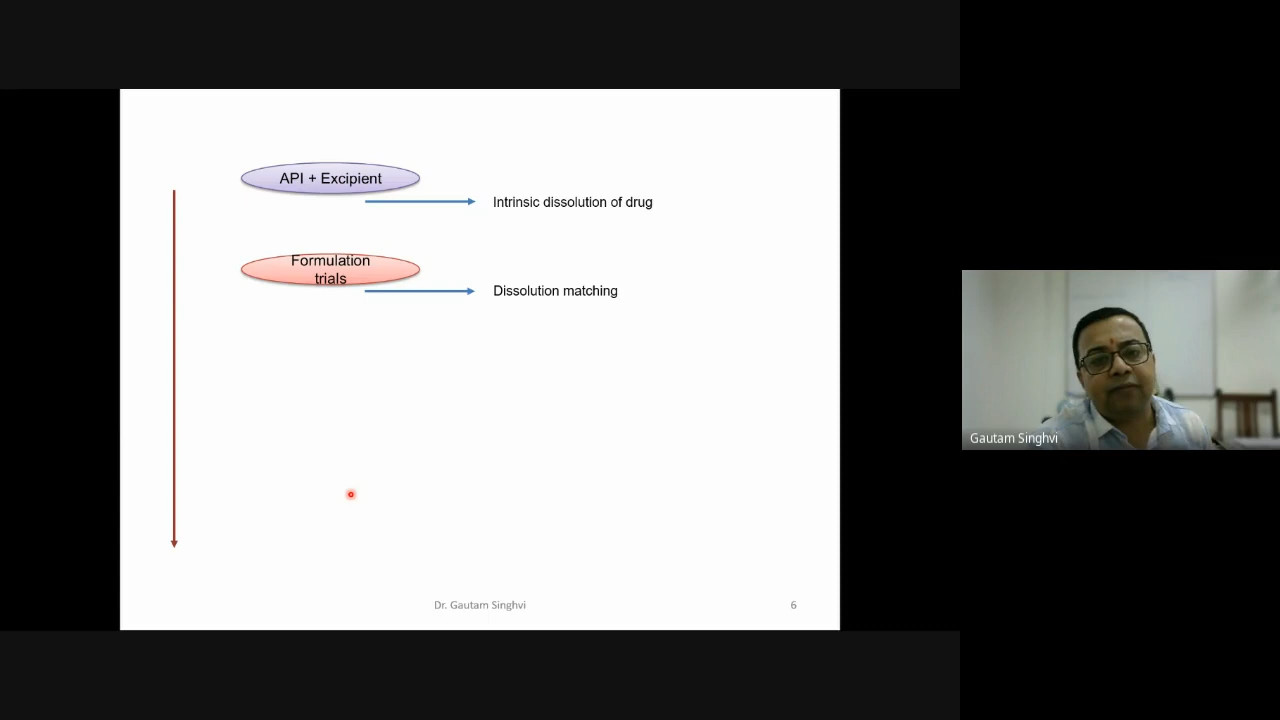 API + Excipient
Intrinsic dissolution of drug
Formulation
trials
Dissolution matching
Gautam Singhvi
Dr. Gautam Singhvi
6